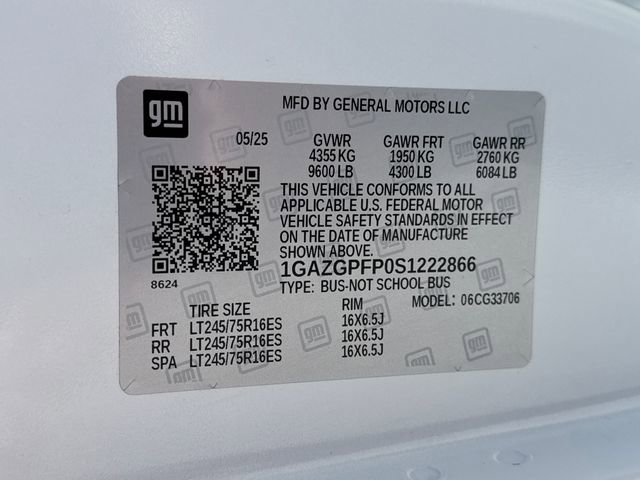 gm
MFD BY GENERAL MOTORS LLC
05/25 GVWR GAWR FRT GAWR RR
4355 KG 1950 KG 2760 KG
9600 LB 4300 LB 6084 LB
THIS VEHICLE CONFORMS TO ALL
APPLICABLE U.S. FEDERAL MOTOR
VEHICLE SAFETY STANDARDS IN EFFECT
ON THE DATE OF MANUFACTURE
SHOWN ABOVE.
1GAZGPFP0S1222866
8624
TYPE: BUS-NOT SCHOOL BUS
MODEL: 06CG33706
TIRE SIZE RIM
FRT LT245/75R16ES 16X6.5J
RR LT245/75R16ES 16X6.5J
SPA LT245/75R16ES 16X6.5J